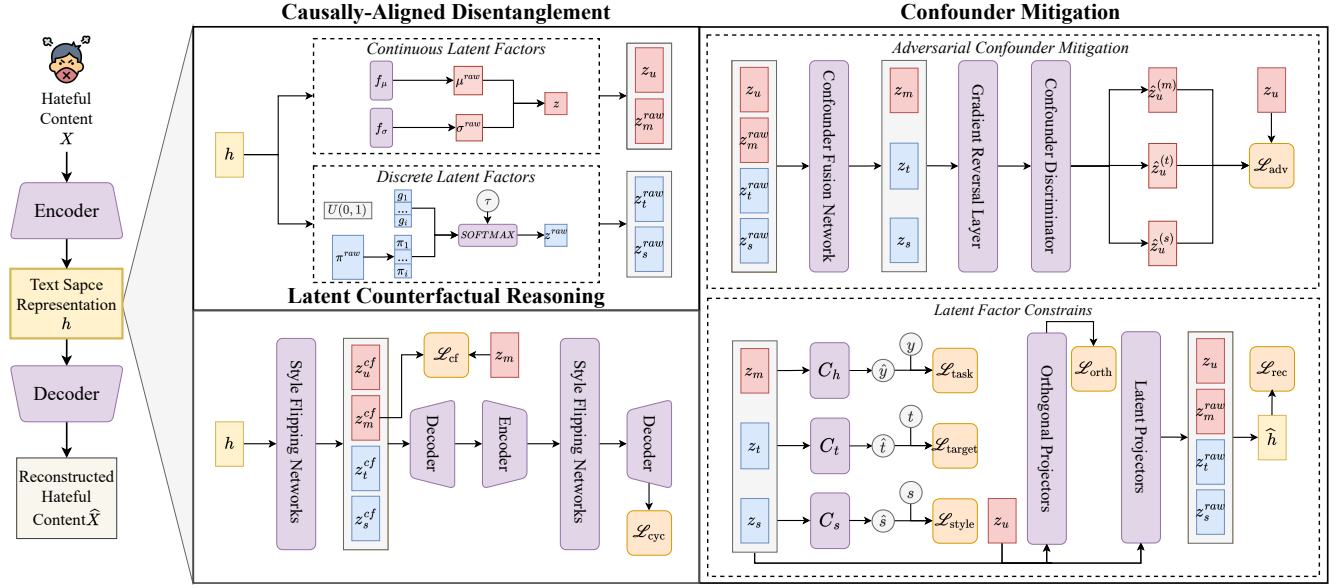 Hateful
Content
X
Encoder
Text Sapce
Representation
h
Decoder
Reconstructed
Hateful
Content X̂
Causally-Aligned Disentanglement
Continuous Latent Factors
f_μ
μ^{raw}
f_σ
σ^{raw}
z
z_u
z_m^{raw}
h
Discrete Latent Factors
U(0, 1)
g_1
...
g_i
τ
π^{raw}
π_1
...
π_i
SOFTMAX
z^{raw}
z_t^{raw}
z_s^{raw}
Latent Counterfactual Reasoning
h
Style Flipping Networks
z_u^{cf}
z_m^{cf}
z_t^{cf}
z_s^{cf}
ℒ_cf
z_m
Decoder
Encoder
Style Flipping Networks
Decoder
ℒ_cyc
Confounder Mitigation
Adversarial Confounder Mitigation
z_u
z_m^{raw}
z_t^{raw}
z_s^{raw}
Confounder Fusion Network
z_m
z_t
z_s
Gradient Reversal Layer
Confounder Discriminator
ẑ_u^{(m)}
ẑ_u^{(t)}
ẑ_u^{(s)}
z_u
ℒ_adv
Latent Factor Constrains
z_m
C_h
ŷ
y
ℒ_task
z_t
C_t
t̂
t
ℒ_target
z_s
C_s
ŝ
s
ℒ_style
z_u
Orthogonal Projectors
ℒ_orth
Latent Projectors
z_u
z_m^{raw}
z_t^{raw}
z_s^{raw}
ℒ_rec
ĥ